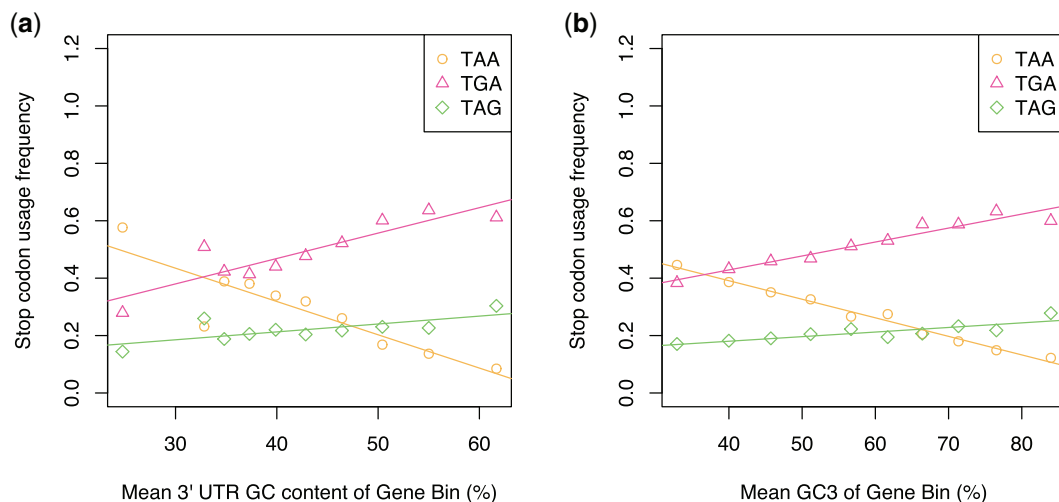 (a)
Stop codon usage frequency
0.0 0.2 0.4 0.6 0.8 1.0 1.2
TAA
TGA
TAG
30 40 50 60
Mean 3' UTR GC content of Gene Bin (%)
(b)
Stop codon usage frequency
0.0 0.2 0.4 0.6 0.8 1.0 1.2
TAA
TGA
TAG
40 50 60 70 80
Mean GC3 of Gene Bin (%)